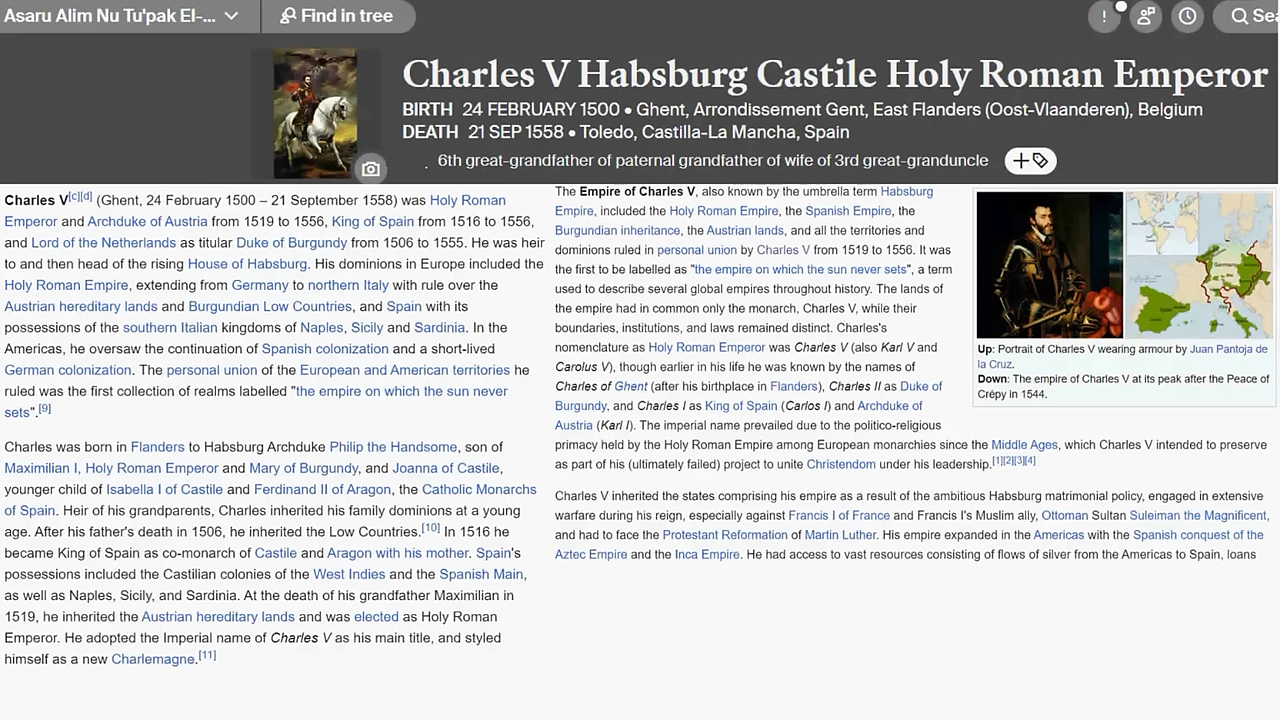 Asaru Alim Nu Tu'pak El-...
Find in tree
!
Sea
Charles V Habsburg Castile Holy Roman Emperor
BIRTH 24 FEBRUARY 1500 • Ghent, Arrondissement Gent, East Flanders (Oost-Vlaanderen), Belgium
DEATH 21 SEP 1558 • Toledo, Castilla-La Mancha, Spain
. 6th great-grandfather of paternal grandfather of wife of 3rd great-granduncle
Charles V[c][d] (Ghent, 24 February 1500 – 21 September 1558) was Holy Roman
Emperor and Archduke of Austria from 1519 to 1556, King of Spain from 1516 to 1556,
and Lord of the Netherlands as titular Duke of Burgundy from 1506 to 1555. He was heir
to and then head of the rising House of Habsburg. His dominions in Europe included the
Holy Roman Empire, extending from Germany to northern Italy with rule over the
Austrian hereditary lands and Burgundian Low Countries, and Spain with its
possessions of the southern Italian kingdoms of Naples, Sicily and Sardinia. In the
Americas, he oversaw the continuation of Spanish colonization and a short-lived
German colonization. The personal union of the European and American territories he
ruled was the first collection of realms labelled "the empire on which the sun never
sets".[9]
Charles was born in Flanders to Habsburg Archduke Philip the Handsome, son of
Maximilian I, Holy Roman Emperor and Mary of Burgundy, and Joanna of Castile,
younger child of Isabella I of Castile and Ferdinand II of Aragon, the Catholic Monarchs
of Spain. Heir of his grandparents, Charles inherited his family dominions at a young
age. After his father's death in 1506, he inherited the Low Countries.[10] In 1516 he
became King of Spain as co-monarch of Castile and Aragon with his mother. Spain's
possessions included the Castilian colonies of the West Indies and the Spanish Main,
as well as Naples, Sicily, and Sardinia. At the death of his grandfather Maximilian in
1519, he inherited the Austrian hereditary lands and was elected as Holy Roman
Emperor. He adopted the Imperial name of Charles V as his main title, and styled
himself as a new Charlemagne.[11]
The Empire of Charles V, also known by the umbrella term Habsburg
Empire, included the Holy Roman Empire, the Spanish Empire, the
Burgundian inheritance, the Austrian lands, and all the territories and
dominions ruled in personal union by Charles V from 1519 to 1556. It was
the first to be labelled as "the empire on which the sun never sets", a term
used to describe several global empires throughout history. The lands of
the empire had in common only the monarch, Charles V, while their
boundaries, institutions, and laws remained distinct. Charles's
nomenclature as Holy Roman Emperor was Charles V (also Karl V and
Carolus V), though earlier in his life he was known by the names of
Charles of Ghent (after his birthplace in Flanders), Charles II as Duke of
Burgundy, and Charles I as King of Spain (Carlos I) and Archduke of
Austria (Karl I). The imperial name prevailed due to the politico-religious
primacy held by the Holy Roman Empire among European monarchies since the Middle Ages, which Charles V intended to preserve
as part of his (ultimately failed) project to unite Christendom under his leadership.[1][2][3][4]
Charles V inherited the states comprising his empire as a result of the ambitious Habsburg matrimonial policy, engaged in extensive
warfare during his reign, especially against Francis I of France and Francis I's Muslim ally, Ottoman Sultan Suleiman the Magnificent,
and had to face the Protestant Reformation of Martin Luther. His empire expanded in the Americas with the Spanish conquest of the
Aztec Empire and the Inca Empire. He had access to vast resources consisting of flows of silver from the Americas to Spain, loans
Up: Portrait of Charles V wearing armour by Juan Pantoja de
la Cruz.
Down: The empire of Charles V at its peak after the Peace of
Crépy in 1544.